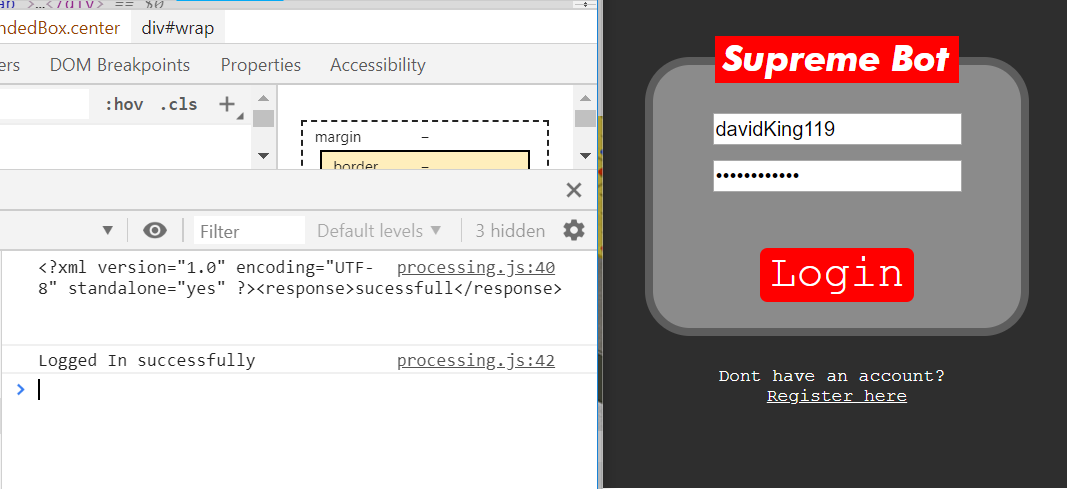 ></div> == $0
ndedBox.center div#wrap
ers DOM Breakpoints Properties Accessibility
:hov .cls +
margin –
border –
Filter Default levels ▼ 3 hidden
<?xml version="1.0" encoding="UTF- processing.js:40
8" standalone="yes" ?><response>sucessfull</response>
Logged In successfully processing.js:42
Supreme Bot
davidKing119
••••••••••••
Login
Dont have an account?
Register here